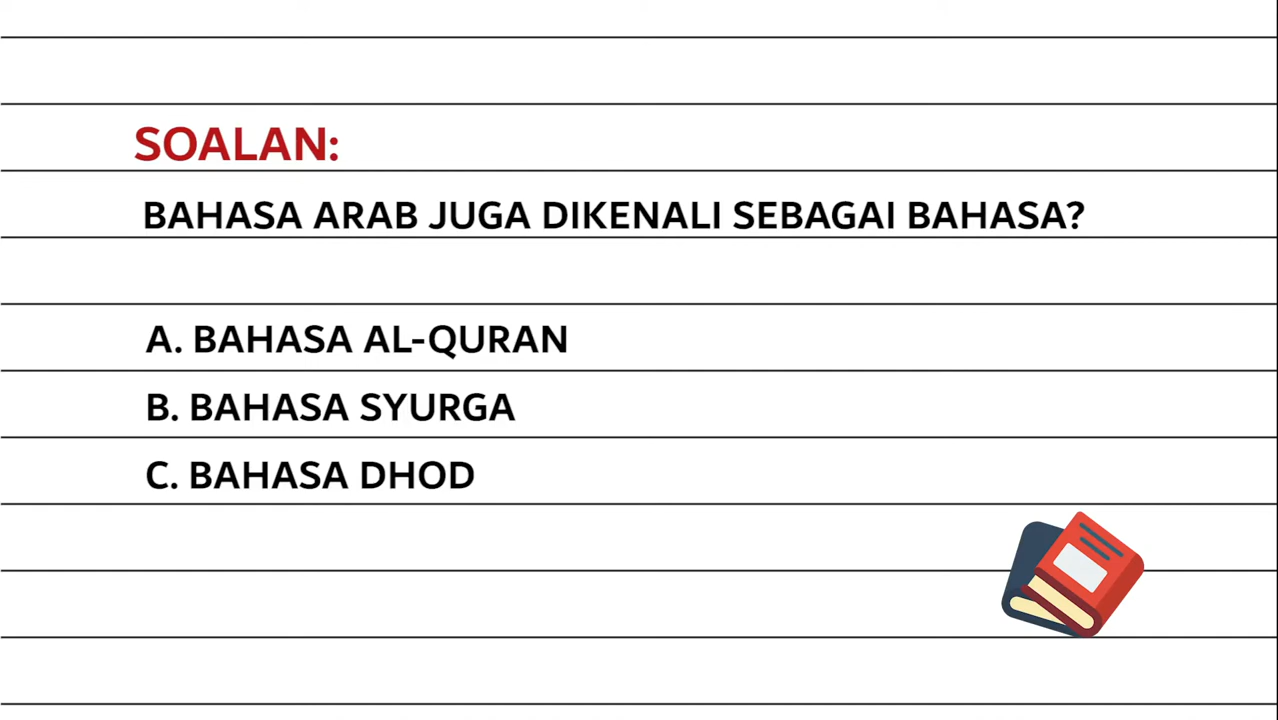 SOALAN:
BAHASA ARAB JUGA DIKENALI SEBAGAI BAHASA?
A. BAHASA AL-QURAN
B. BAHASA SYURGA
C. BAHASA DHOD